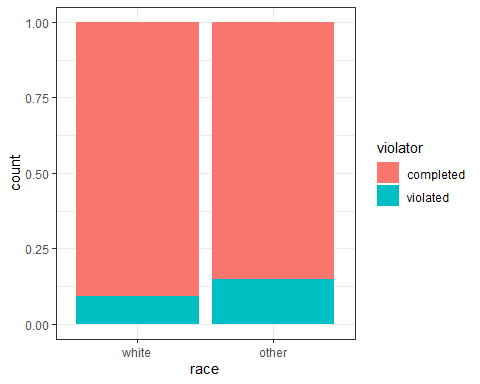 1.00
0.75
0.50
0.25
0.00
count
white other
race
violator
completed
violated